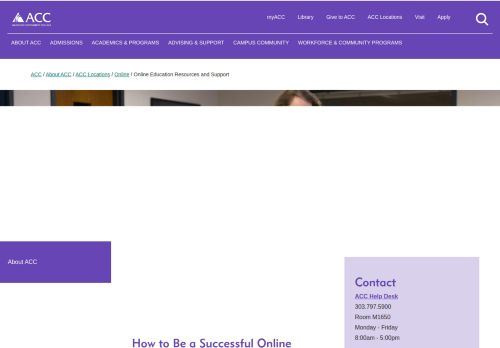 ACC
myACC Library Give to ACC ACC Locations Visit Apply
ABOUT ACC ADMISSIONS ACADEMICS & PROGRAMS ADVISING & SUPPORT CAMPUS COMMUNITY WORKFORCE & COMMUNITY PROGRAMS
ACC / About ACC / ACC Locations / Online / Online Education Resources and Support
About ACC
Contact
ACC Help Desk
303.797.5900
Room M1650
Monday - Friday
8:00am - 5:00pm
How to Be a Successful Online